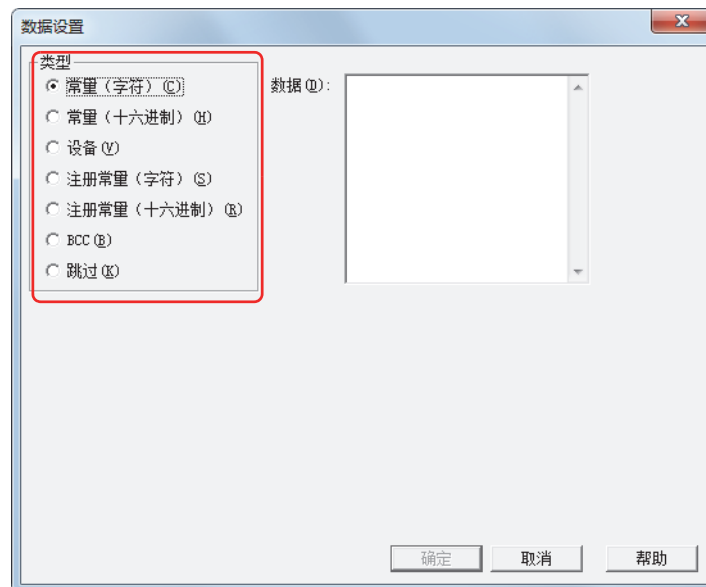 数据设置
类型
常量（字符）(C)
数据(D)：
常量（十六进制）(H)
设备(V)
注册常量（字符）(S)
注册常量（十六进制）(R)
BCC(B)
跳过(K)
确定
取消
帮助